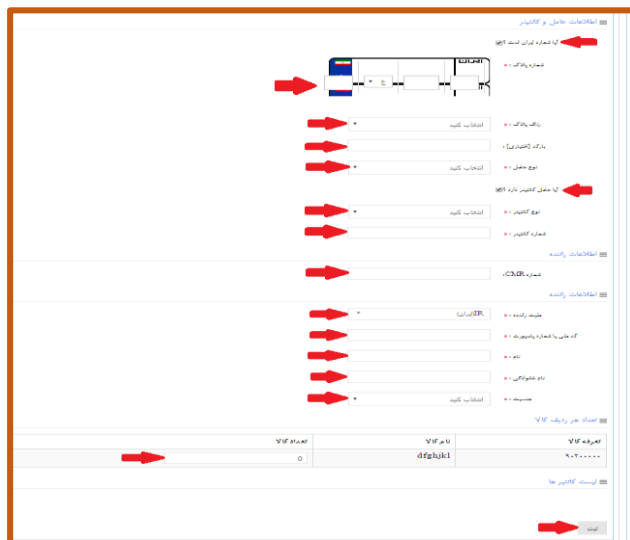 اطلاعات حامل و کانتینر
آیا شماره ایران است ؟
شماره پلاک : *
ع
رنگ پلاک : *
انتخاب کنید
بارکد (اختیاری) :
نوع حامل : *
انتخاب کنید
آیا حامل کانتینر دارد ؟
نوع کانتینر : *
انتخاب کنید
شماره کانتینر : *
اطلاعات راننده
شماره CMR:
اطلاعات راننده
ملیت راننده : *
IR(ایران)
کد ملی یا شماره پاسپورت : *
نام : *
نام خانوادگی : *
جنسیت : *
انتخاب کنید
تعداد هر ردیف کالا
تعرفه کالا نام کالا تعداد کالا
۹۰۲۰۰۰۰۰ dfghjkl 0
لیست کانتینر ها
ثبت